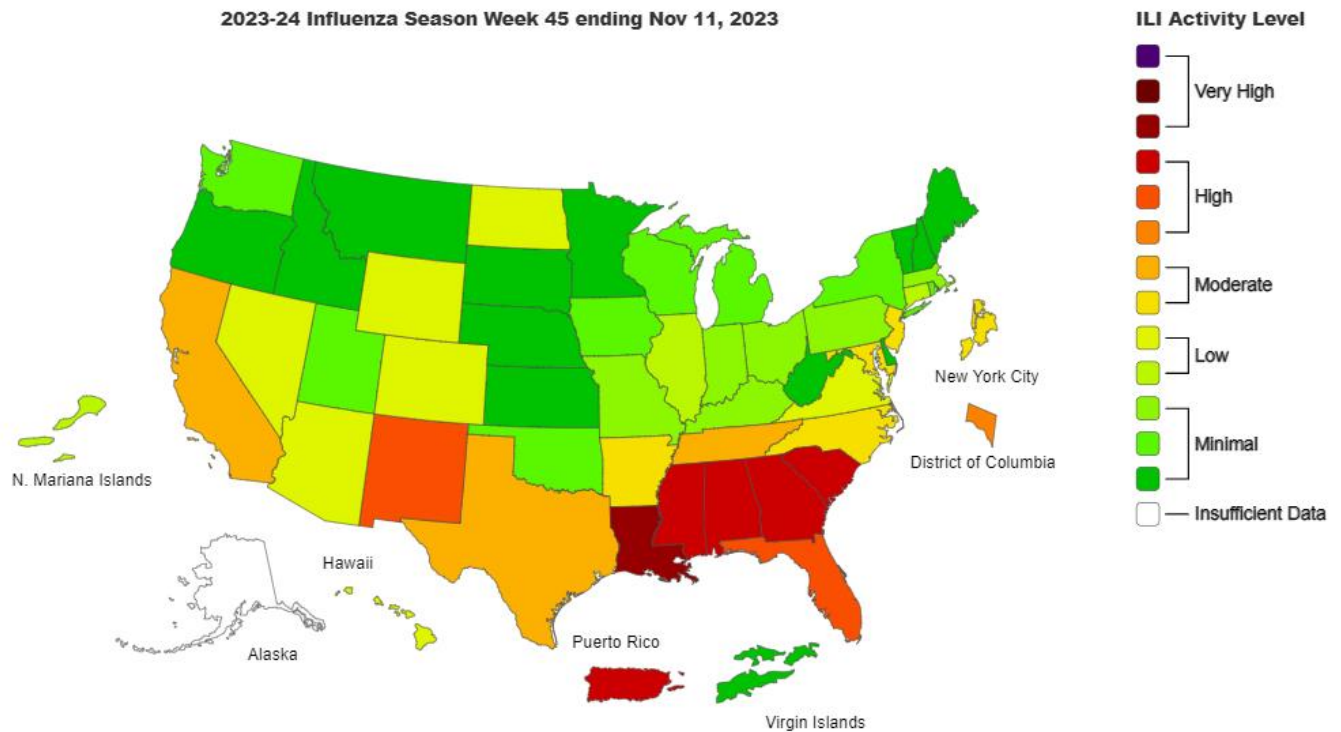 2023-24 Influenza Season Week 45 ending Nov 11, 2023
ILI Activity Level
Very High
High
Moderate
Low
Minimal
Insufficient Data
New York City
District of Columbia
N. Mariana Islands
Hawaii
Alaska
Puerto Rico
Virgin Islands